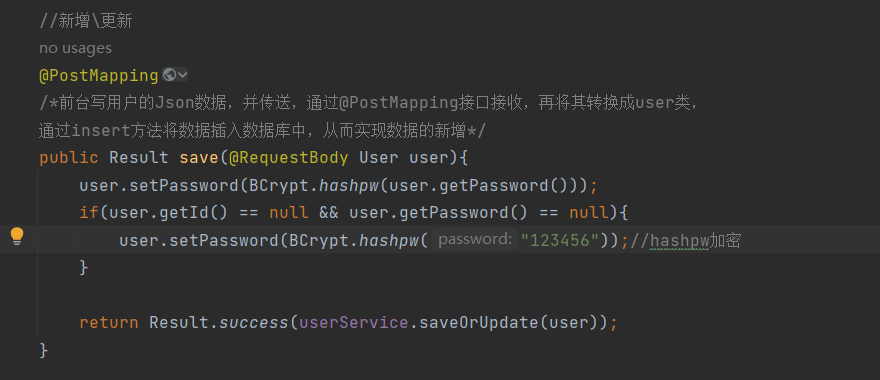 //新增\更新
no usages
@PostMapping
/*前台写用户的Json数据，并传送，通过@PostMapping接口接收，再将其转换成user类，
通过insert方法将数据插入数据库中，从而实现数据的新增*/
public Result save(@RequestBody User user){
user.setPassword(BCrypt.hashpw(user.getPassword()));
if(user.getId() == null && user.getPassword() == null){
user.setPassword(BCrypt.hashpw( password: "123456"));//hashpw加密
}
return Result.success(userService.saveOrUpdate(user));
}